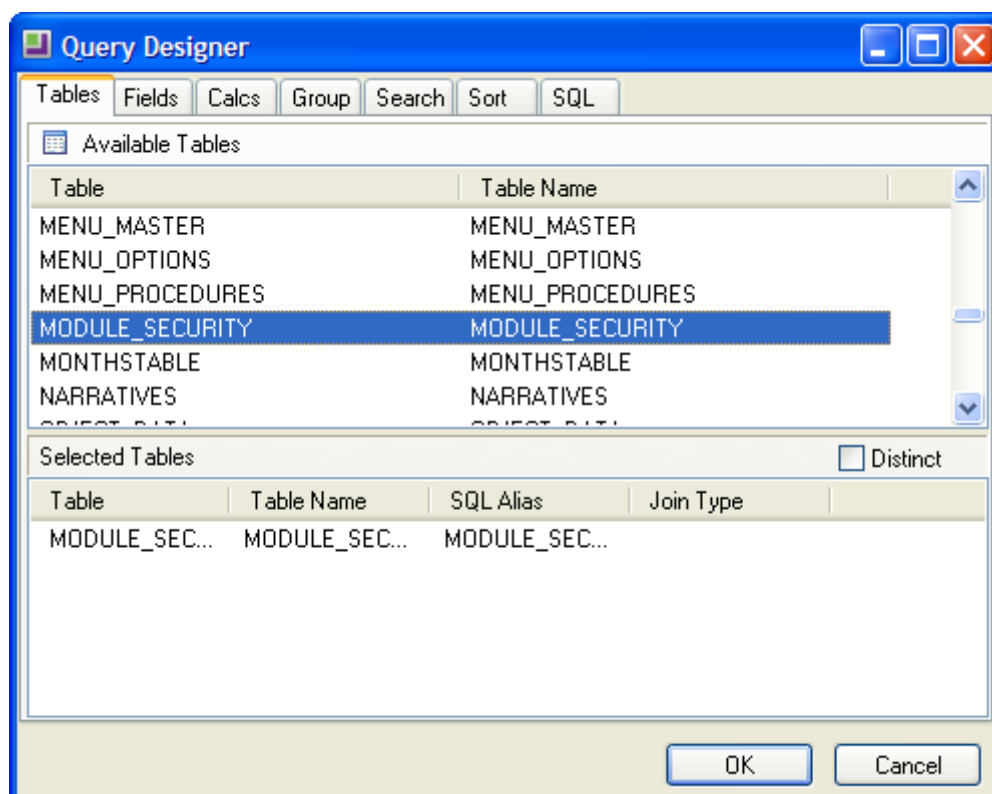 Query Designer
Tables Fields Calcs Group Search Sort SQL
Available Tables
Table Table Name
MENU_MASTER MENU_MASTER
MENU_OPTIONS MENU_OPTIONS
MENU_PROCEDURES MENU_PROCEDURES
MODULE_SECURITY MODULE_SECURITY
MONTHSTABLE MONTHSTABLE
NARRATIVES NARRATIVES
Selected Tables Distinct
Table Table Name SQL Alias Join Type
MODULE_SEC... MODULE_SEC... MODULE_SEC...
OK Cancel